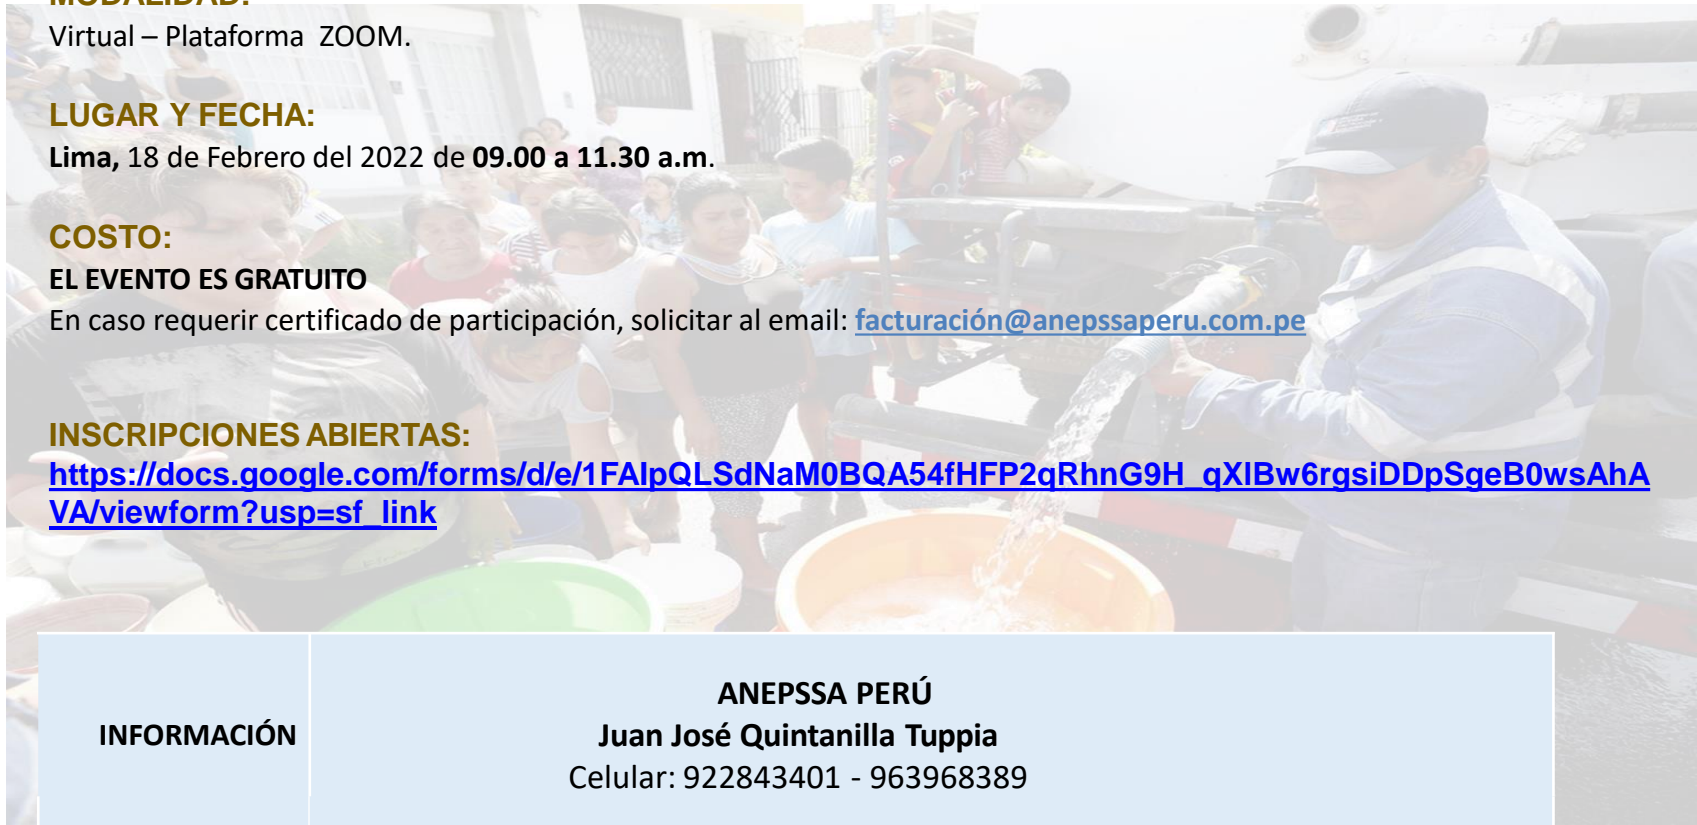 MODALIDAD:
Virtual – Plataforma ZOOM.
LUGAR Y FECHA:
Lima, 18 de Febrero del 2022 de 09.00 a 11.30 a.m.
COSTO:
EL EVENTO ES GRATUITO
En caso requerir certificado de participación, solicitar al email: facturación@anepssaperu.com.pe
INSCRIPCIONES ABIERTAS:
https://docs.google.com/forms/d/e/1FAIpQLSdNaM0BQA54fHFP2qRhnG9H_qXlBw6rgsiDDpSgeB0wsAhA
VA/viewform?usp=sf_link
ANEPSSA PERÚ
INFORMACIÓN
Juan José Quintanilla Tuppia
Celular: 922843401 - 963968389